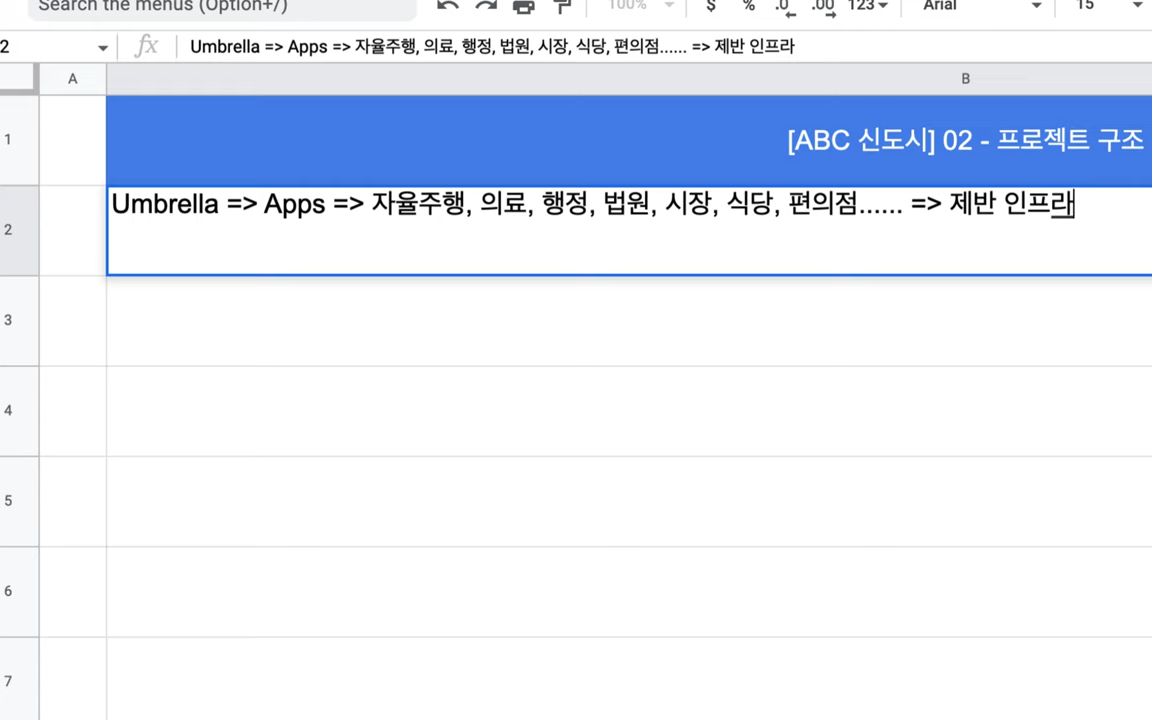 Search the menus (Option+/)
100% $ % .0 .00 123 Arial 15
2 fx Umbrella => Apps => 자율주행, 의료, 행정, 법원, 시장, 식당, 편의점...... => 제반 인프라
A B
1 [ABC 신도시] 02 - 프로젝트 구조
2 Umbrella => Apps => 자율주행, 의료, 행정, 법원, 시장, 식당, 편의점...... => 제반 인프라
3
4
5
6
7